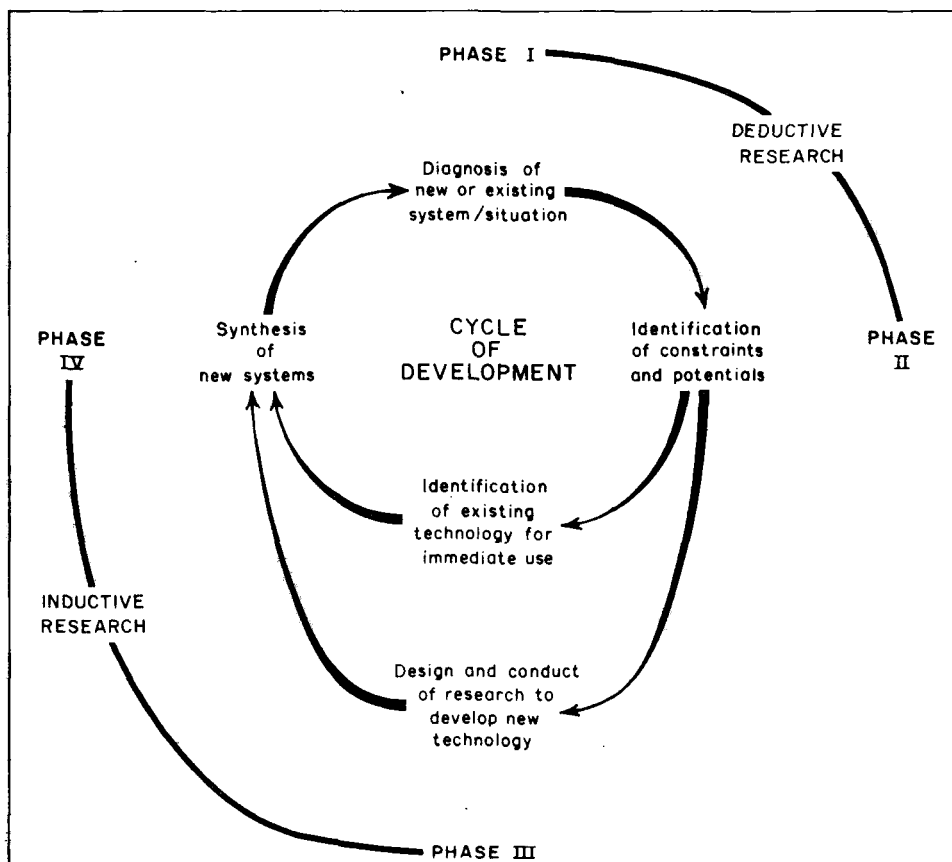 PHASE I
DEDUCTIVE
RESEARCH
Diagnosis of
new or existing
system/situation
PHASE
IV
Synthesis
of
new systems
CYCLE
OF
DEVELOPMENT
Identification
of constraints
and potentials
PHASE
II
Identification
of existing
technology for
immediate use
INDUCTIVE
RESEARCH
Design and conduct
of research to
develop new
technology
PHASE III